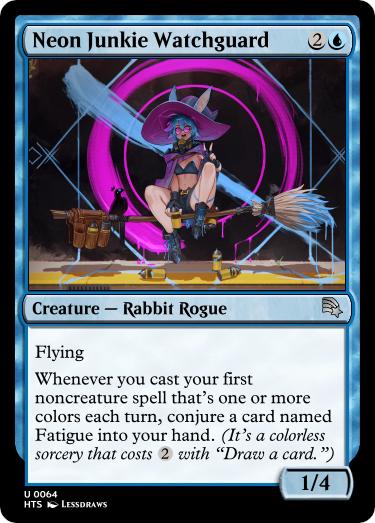 Neon Junkie Watchguard 2
Creature — Rabbit Rogue
Flying
Whenever you cast your first
noncreature spell that's one or more
colors each turn, conjure a card named
Fatigue into your hand. (It's a colorless
sorcery that costs 2 with “Draw a card.”)
1/4
U 0064
HTS Lessdraws